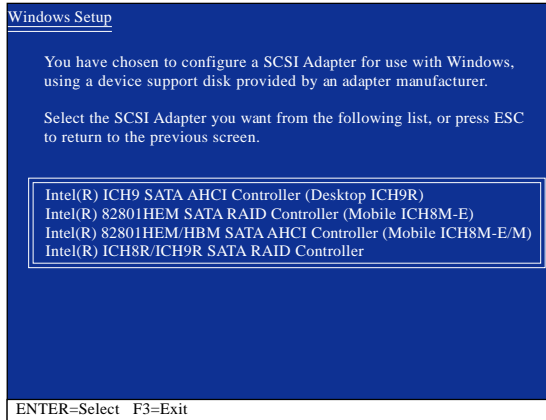 Windows Setup
You have chosen to configure a SCSI Adapter for use with Windows,
using a device support disk provided by an adapter manufacturer.
Select the SCSI Adapter you want from the following list, or press ESC
to return to the previous screen.
Intel(R) ICH9 SATA AHCI Controller (Desktop ICH9R)
Intel(R) 82801HEM SATA RAID Controller (Mobile ICH8M-E)
Intel(R) 82801HEM/HBM SATA AHCI Controller (Mobile ICH8M-E/M)
Intel(R) ICH8R/ICH9R SATA RAID Controller
ENTER=Select F3=Exit